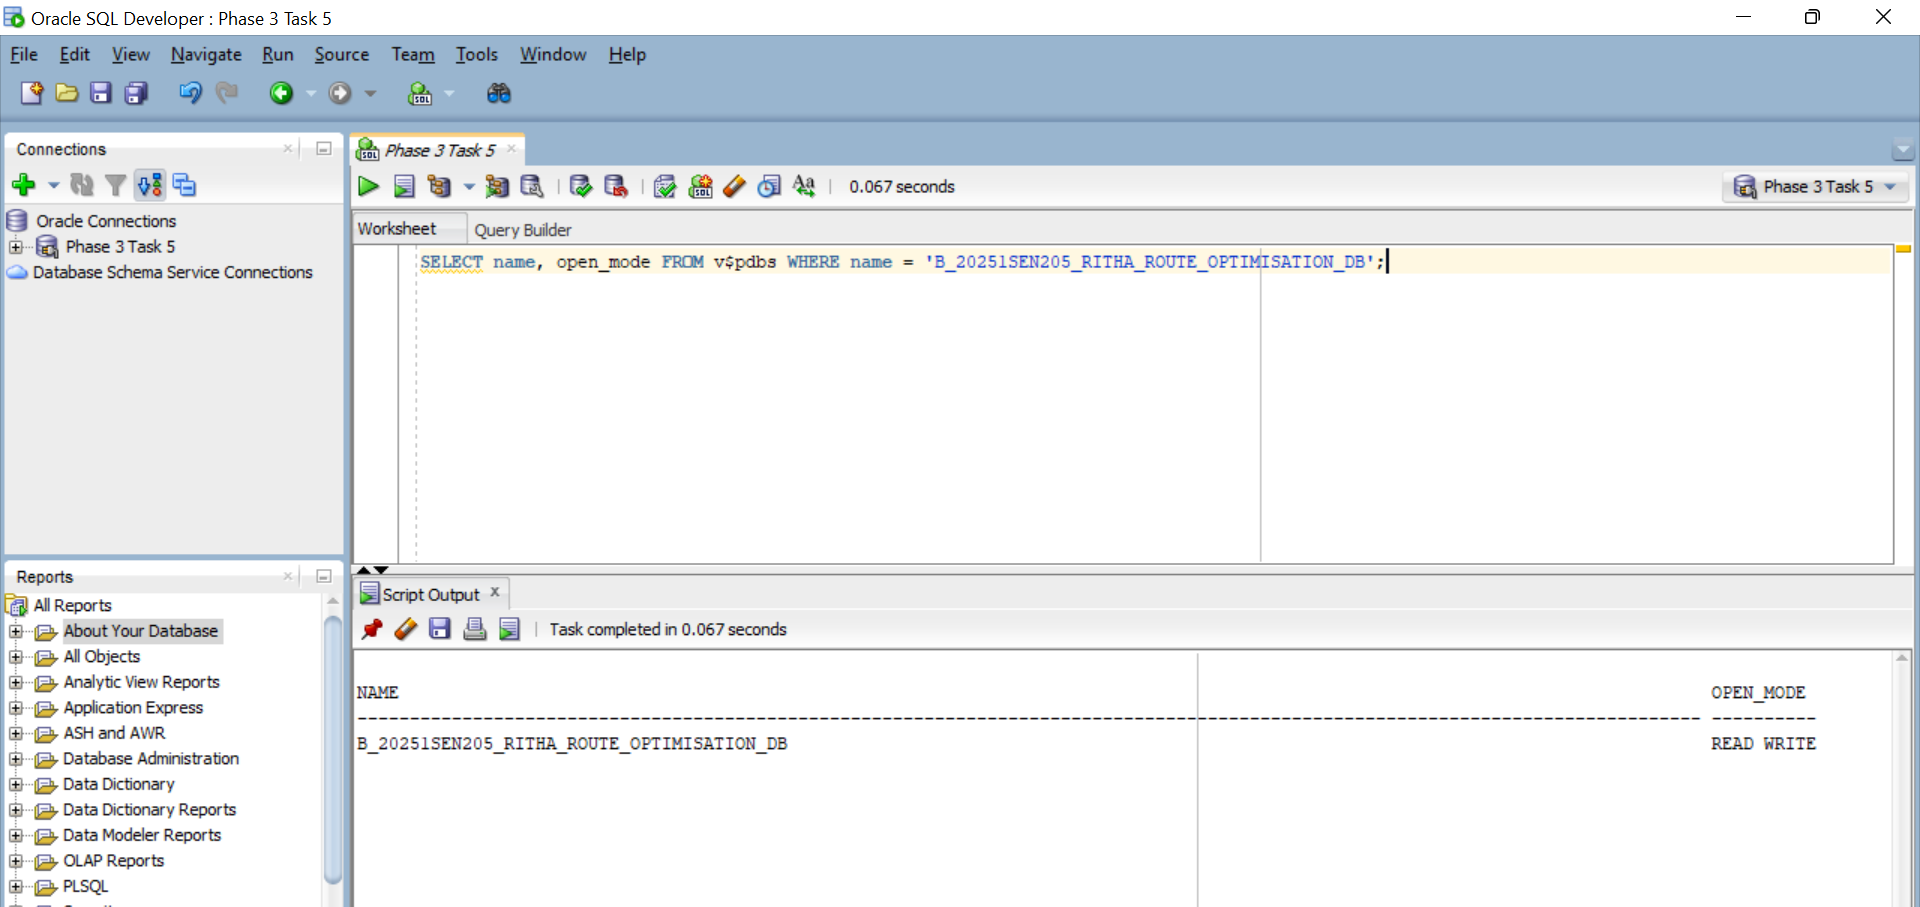 Oracle SQL Developer : Phase 3 Task 5
File Edit View Navigate Run Source Team Tools Window Help
Connections
Oracle Connections
Phase 3 Task 5
Database Schema Service Connections
Phase 3 Task 5
0.067 seconds
Phase 3 Task 5
Worksheet Query Builder
SELECT name, open_mode FROM v$pdbs WHERE name = 'B_20251SEN205_RITHA_ROUTE_OPTIMISATION_DB';
Reports
All Reports
About Your Database
All Objects
Analytic View Reports
Application Express
ASH and AWR
Database Administration
Data Dictionary
Data Dictionary Reports
Data Modeler Reports
OLAP Reports
PLSQL
Script Output
Task completed in 0.067 seconds
NAME OPEN_MODE
B_20251SEN205_RITHA_ROUTE_OPTIMISATION_DB READ WRITE